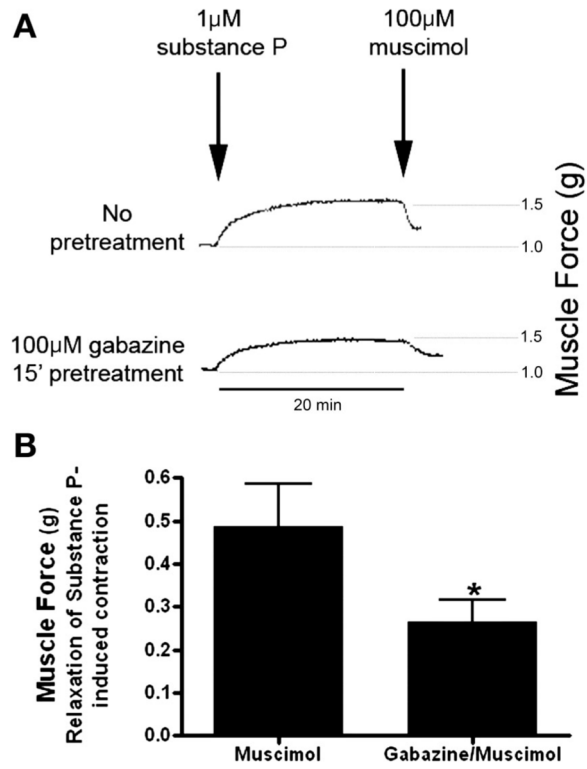 A
1μM
substance P
100μM
muscimol
No
pretreatment
1.5
1.0
100μM gabazine
15' pretreatment
1.5
1.0
Muscle Force (g)
20 min
B
Muscle Force (g)
Relaxation of Substance P-
induced contraction
0.6
0.5
0.4
0.3
0.2
0.1
0.0
*
Muscimol
Gabazine/Muscimol